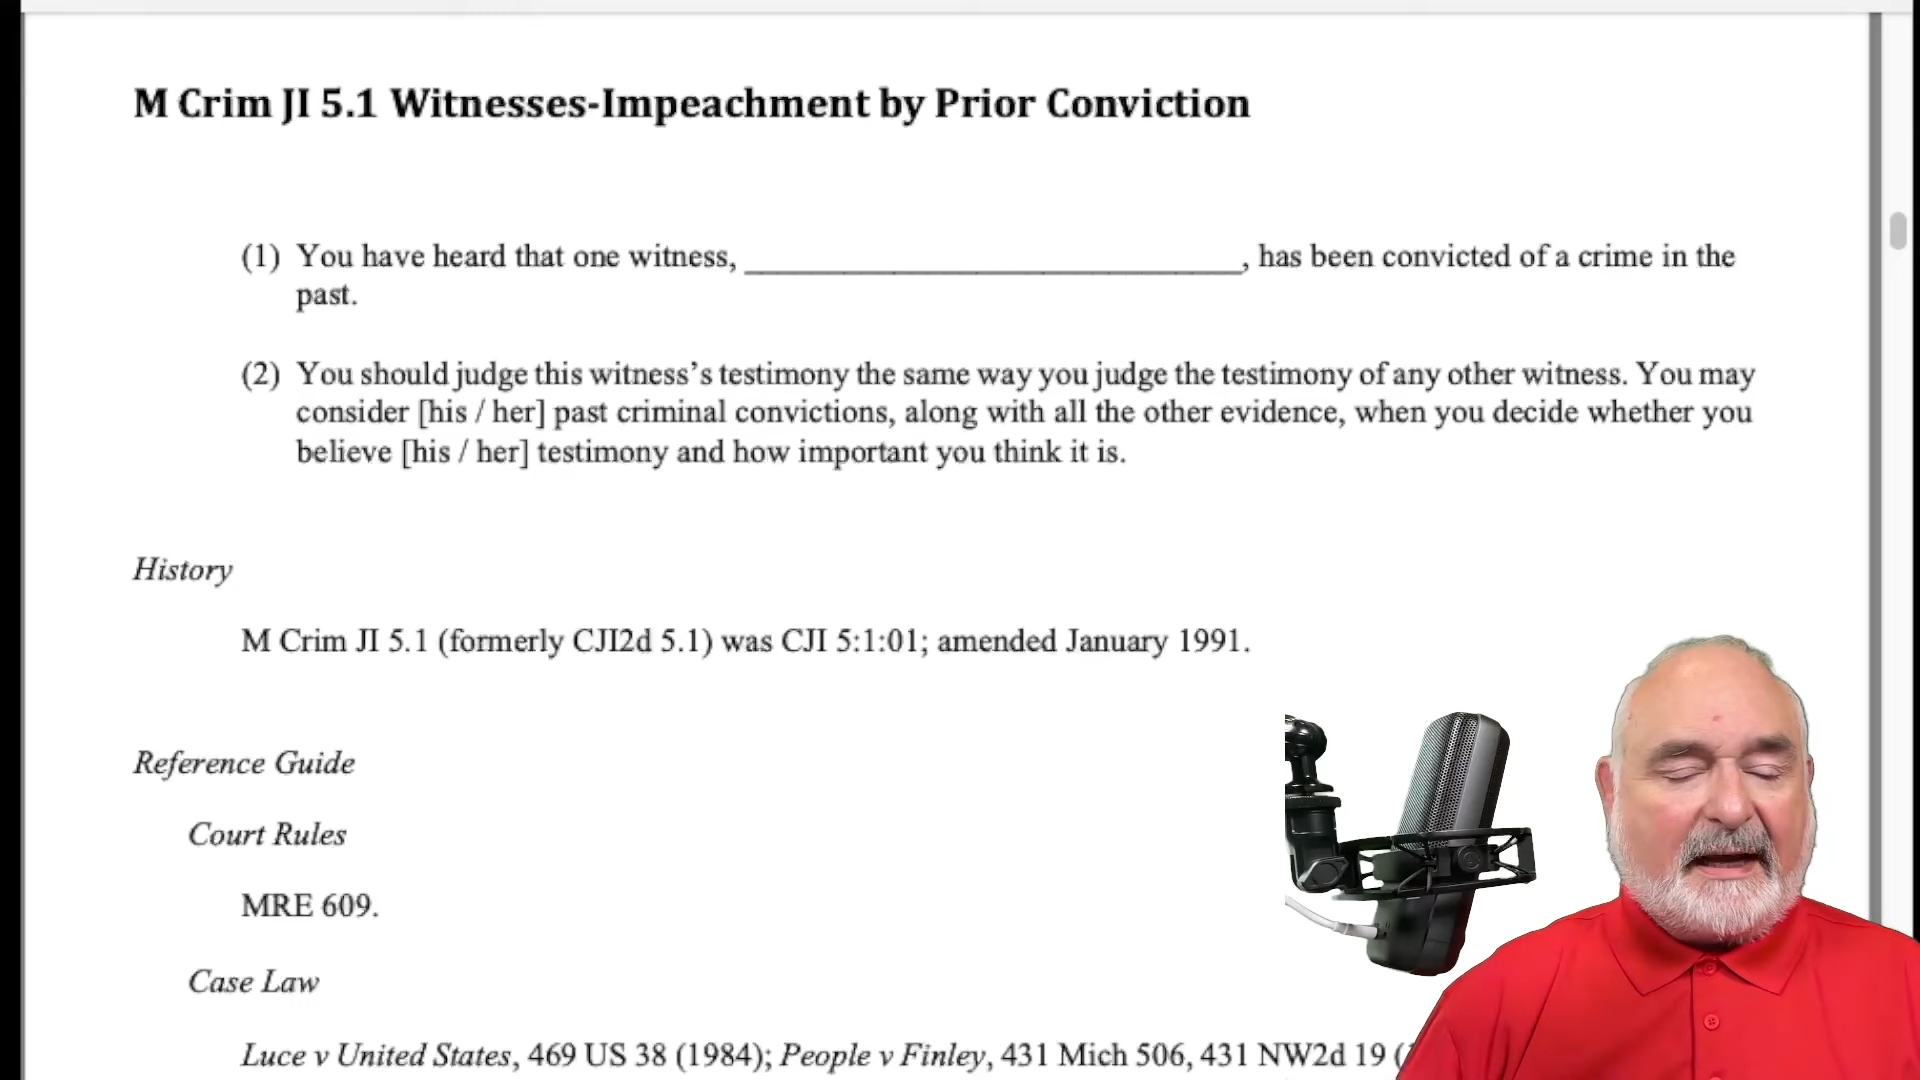 M Crim JI 5.1 Witnesses-Impeachment by Prior Conviction
(1) You have heard that one witness, ______________________________, has been convicted of a crime in the
past.
(2) You should judge this witness’s testimony the same way you judge the testimony of any other witness. You may
consider [his / her] past criminal convictions, along with all the other evidence, when you decide whether you
believe [his / her] testimony and how important you think it is.
History
M Crim JI 5.1 (formerly CJI2d 5.1) was CJI 5:1:01; amended January 1991.
Reference Guide
Court Rules
MRE 609.
Case Law
Luce v United States, 469 US 38 (1984); People v Finley, 431 Mich 506, 431 NW2d 19 (